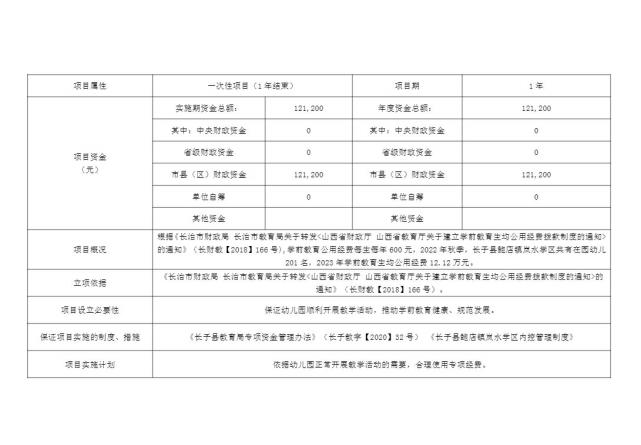 项目属性 一次性项目（1年结束） 项目期 1年
项目资金（元） 实施期资金总额： 121,200 年度资金总额： 121,200
其中：中央财政资金 0 其中：中央财政资金 0
省级财政资金 0 省级财政资金 0
市县（区）财政资金 121,200 市县（区）财政资金 121,200
单位自筹 0 单位自筹 0
其他资金 其他资金
项目概况 根据《长治市财政局 长治市教育局关于转发<山西省财政厅 山西省教育厅关于建立学前教育生均公用经费拨款制度的通知>
的通知》（长财教【2018】166号），学前教育公用经费每生每年600元，2022年秋季，长子县鲍店镇岚水学区共有在园幼儿
201名，2023年学前教育生均公用经费12.12万元。
立项依据 《长治市财政局 长治市教育局关于转发<山西省财政厅 山西省教育厅关于建立学前教育生均公用经费拨款制度的通知>的
通知》（长财教【2018】166号）。
项目设立必要性 保证幼儿园顺利开展教学活动，推动学前教育健康、规范发展。
保证项目实施的制度、措施 《长子县教育局专项资金管理办法》（长子教字【2020】32号） 《长子县鲍店镇岚水学区内控管理制度》
项目实施计划 依据幼儿园正常开展教学活动的需要，合理使用专项经费。